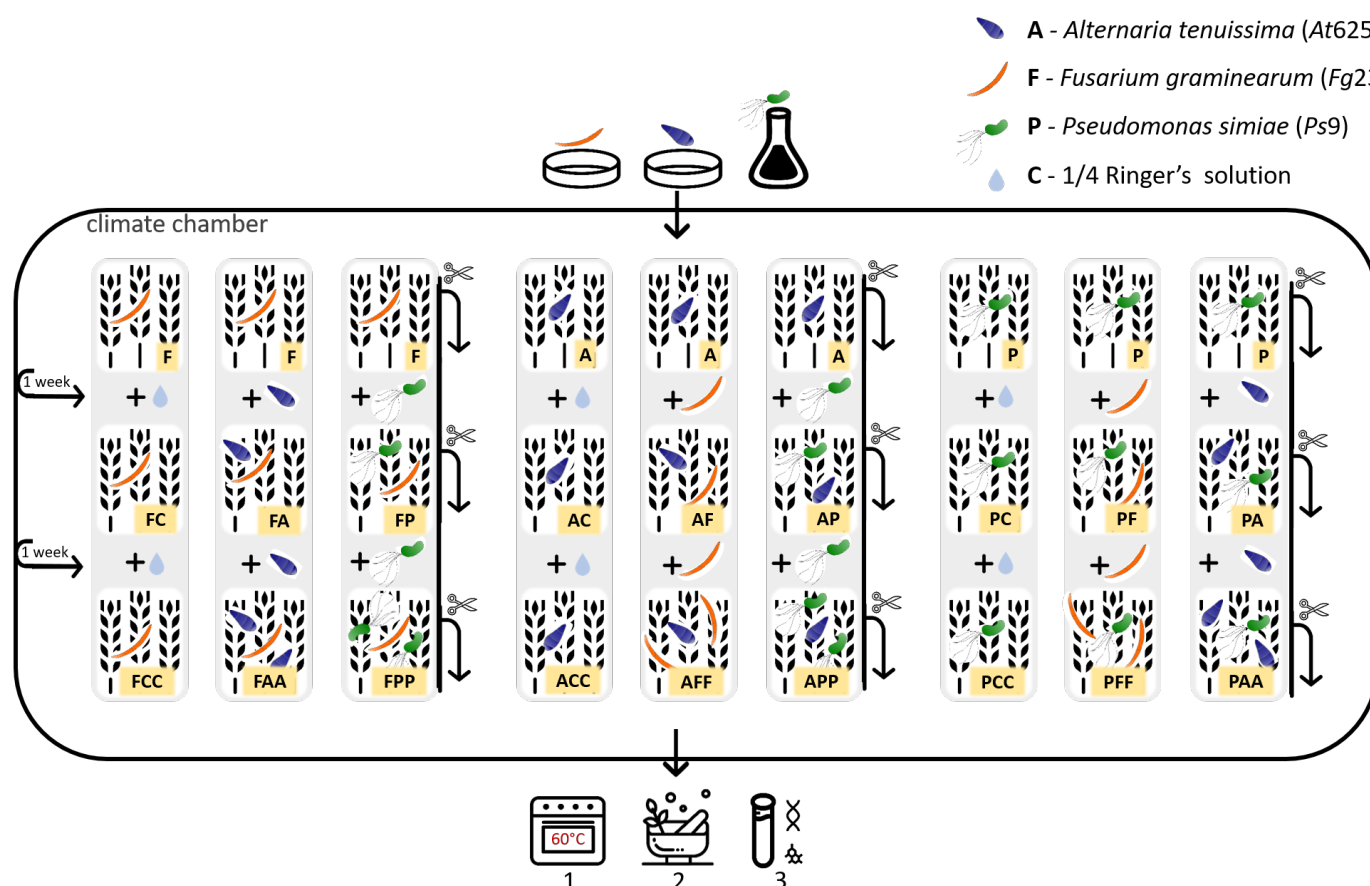 A - Alternaria tenuissima (At625
F - Fusarium graminearum (Fg2
P - Pseudomonas simiae (Ps9)
C - 1/4 Ringer's solution
climate chamber
F F F A A A P P P
1 week + + + + + + + + +
FC FA FP AC AF AP PC PF PA
1 week + + + + + + + + +
FCC FAA FPP ACC AFF APP PCC PFF PAA
60°C
1 2 3